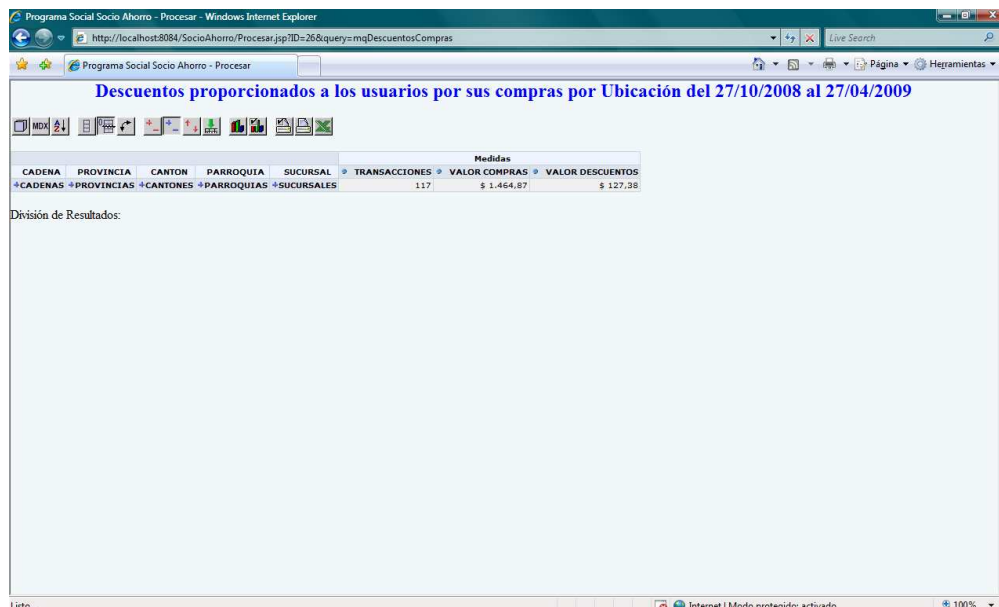 Programa Social Socio Ahorro - Procesar - Windows Internet Explorer
http://localhost:8084/SocioAhorro/Procesar.jsp?ID=26&query=mqDescuentosCompras
Live Search
Programa Social Socio Ahorro - Procesar
Página
Herramientas
Descuentos proporcionados a los usuarios por sus compras por Ubicación del 27/10/2008 al 27/04/2009
MDX
Medidas
CADENA PROVINCIA CANTON PARROQUIA SUCURSAL TRANSACCIONES VALOR COMPRAS VALOR DESCUENTOS
+CADENAS +PROVINCIAS +CANTONES +PARROQUIAS +SUCURSALES 117 $ 1.464,87 $ 127,38
División de Resultados:
Listo Internet | Modo protegido: activado 100%